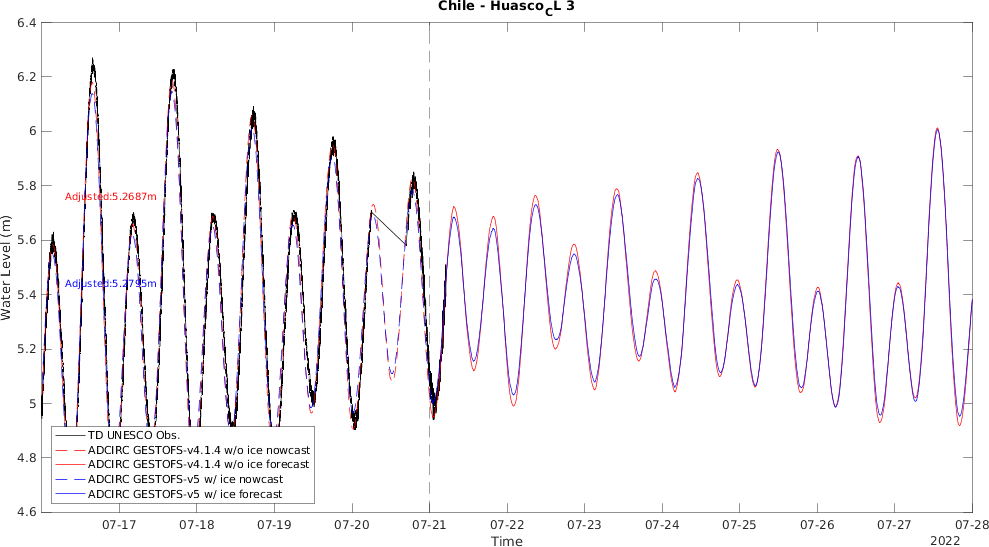 Chile - Huasco_CL 3
6.4
6.2
6
5.8
5.6
5.4
5.2
5
4.8
4.6
Water Level (m)
Adjusted:5.2687m
Adjusted:5.2795m
TD UNESCO Obs.
ADCIRC GESTOFS-v4.1.4 w/o ice nowcast
ADCIRC GESTOFS-v4.1.4 w/o ice forecast
ADCIRC GESTOFS-v5 w/ ice nowcast
ADCIRC GESTOFS-v5 w/ ice forecast
07-17 07-18 07-19 07-20 07-21 07-22 07-23 07-24 07-25 07-26 07-27 07-28
Time
2022